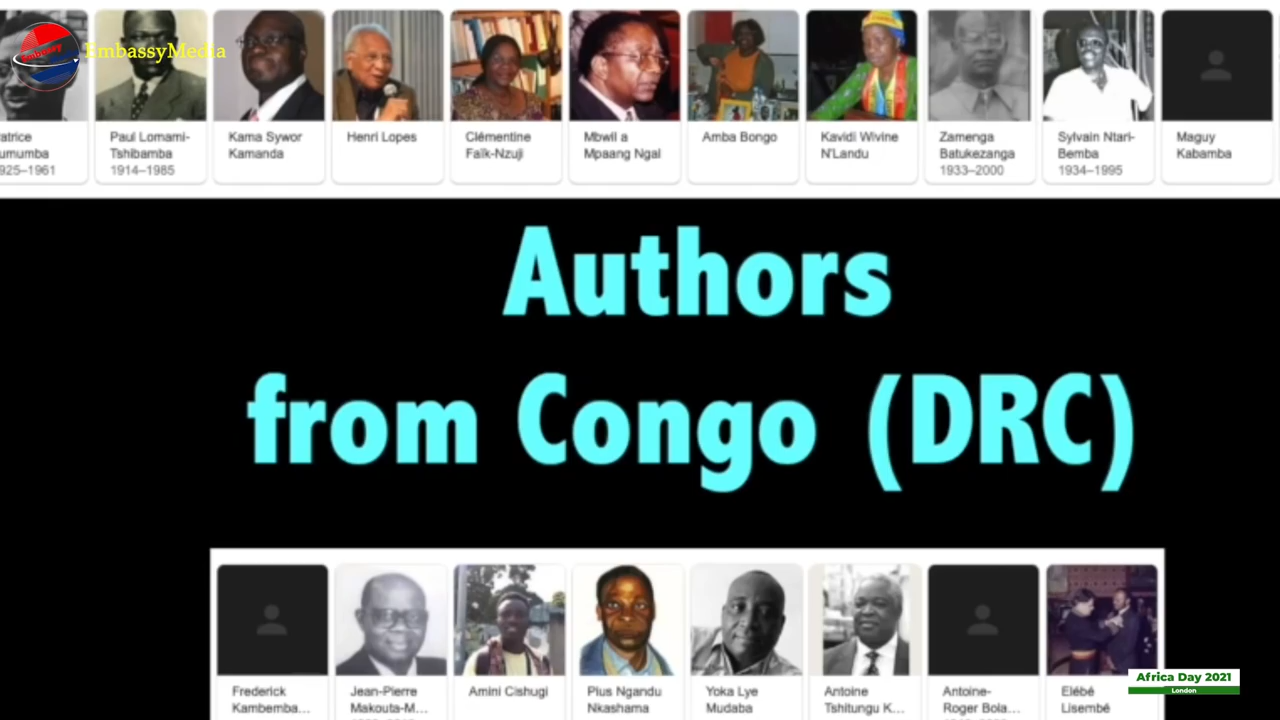 EmbassyMedia
atrice
umumba
925–1961
Paul Lomami-
Tshibamba
1914–1985
Kama Sywor
Kamanda
Henri Lopes
Clémentine
Faïk-Nzuji
Mbwil a
Mpaang Ngal
Amba Bongo
Kavidi Wivine
N'Landu
Zamenga
Batukezanga
1933–2000
Sylvain Ntari-
Bemba
1934–1995
Maguy
Kabamba
Authors
from Congo (DRC)
Frederick
Kambemba...
Jean-Pierre
Makouta-M...
Amini Cishugi
Pius Ngandu
Nkashama
Yoka Lye
Mudaba
Antoine
Tshitungu K...
Antoine-
Roger Bola...
Elébé
Lisembé
Africa Day 2021
London